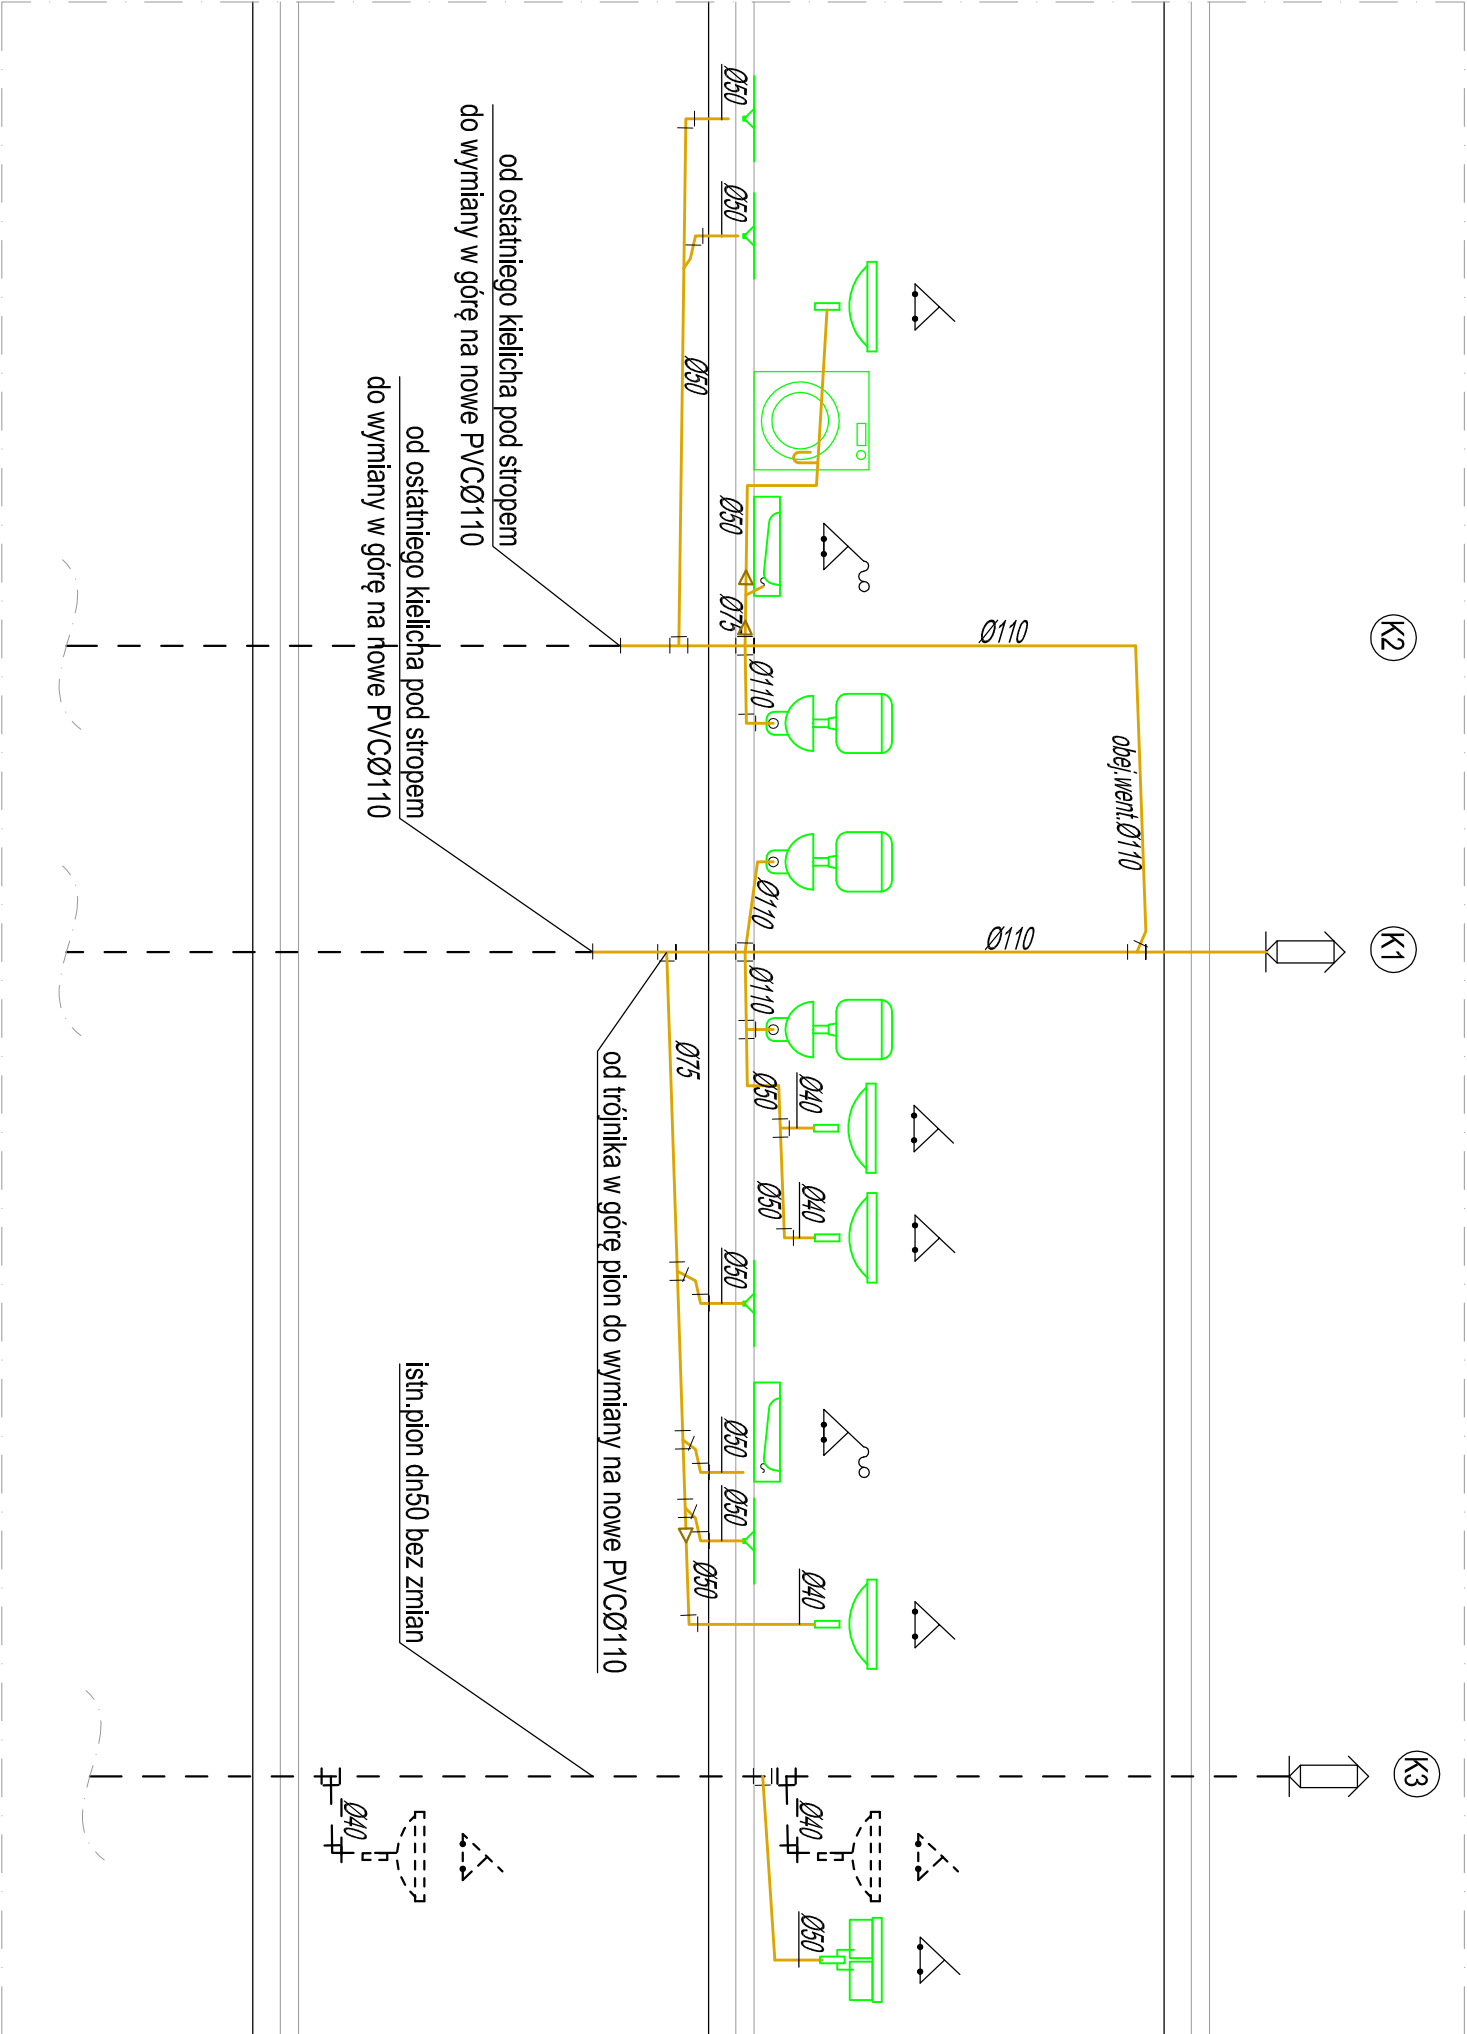 K2
K1
K3
obej.went.Ø110
Ø110
Ø110
Ø40
Ø40
Ø40
Ø40
Ø50
Ø110
Ø110
Ø110
Ø50
Ø50
Ø50
Ø50
Ø50
Ø75
Ø50
Ø50
Ø50
Ø50
Ø75
Ø50
od trójnika w górę pion do wymiany na nowe PVCØ110
od ostatniego kielicha pod stropem
do wymiany w górę na nowe PVCØ110
od ostatniego kielicha pod stropem
do wymiany w górę na nowe PVCØ110
istn.pion dn50 bez zmian
Ø40